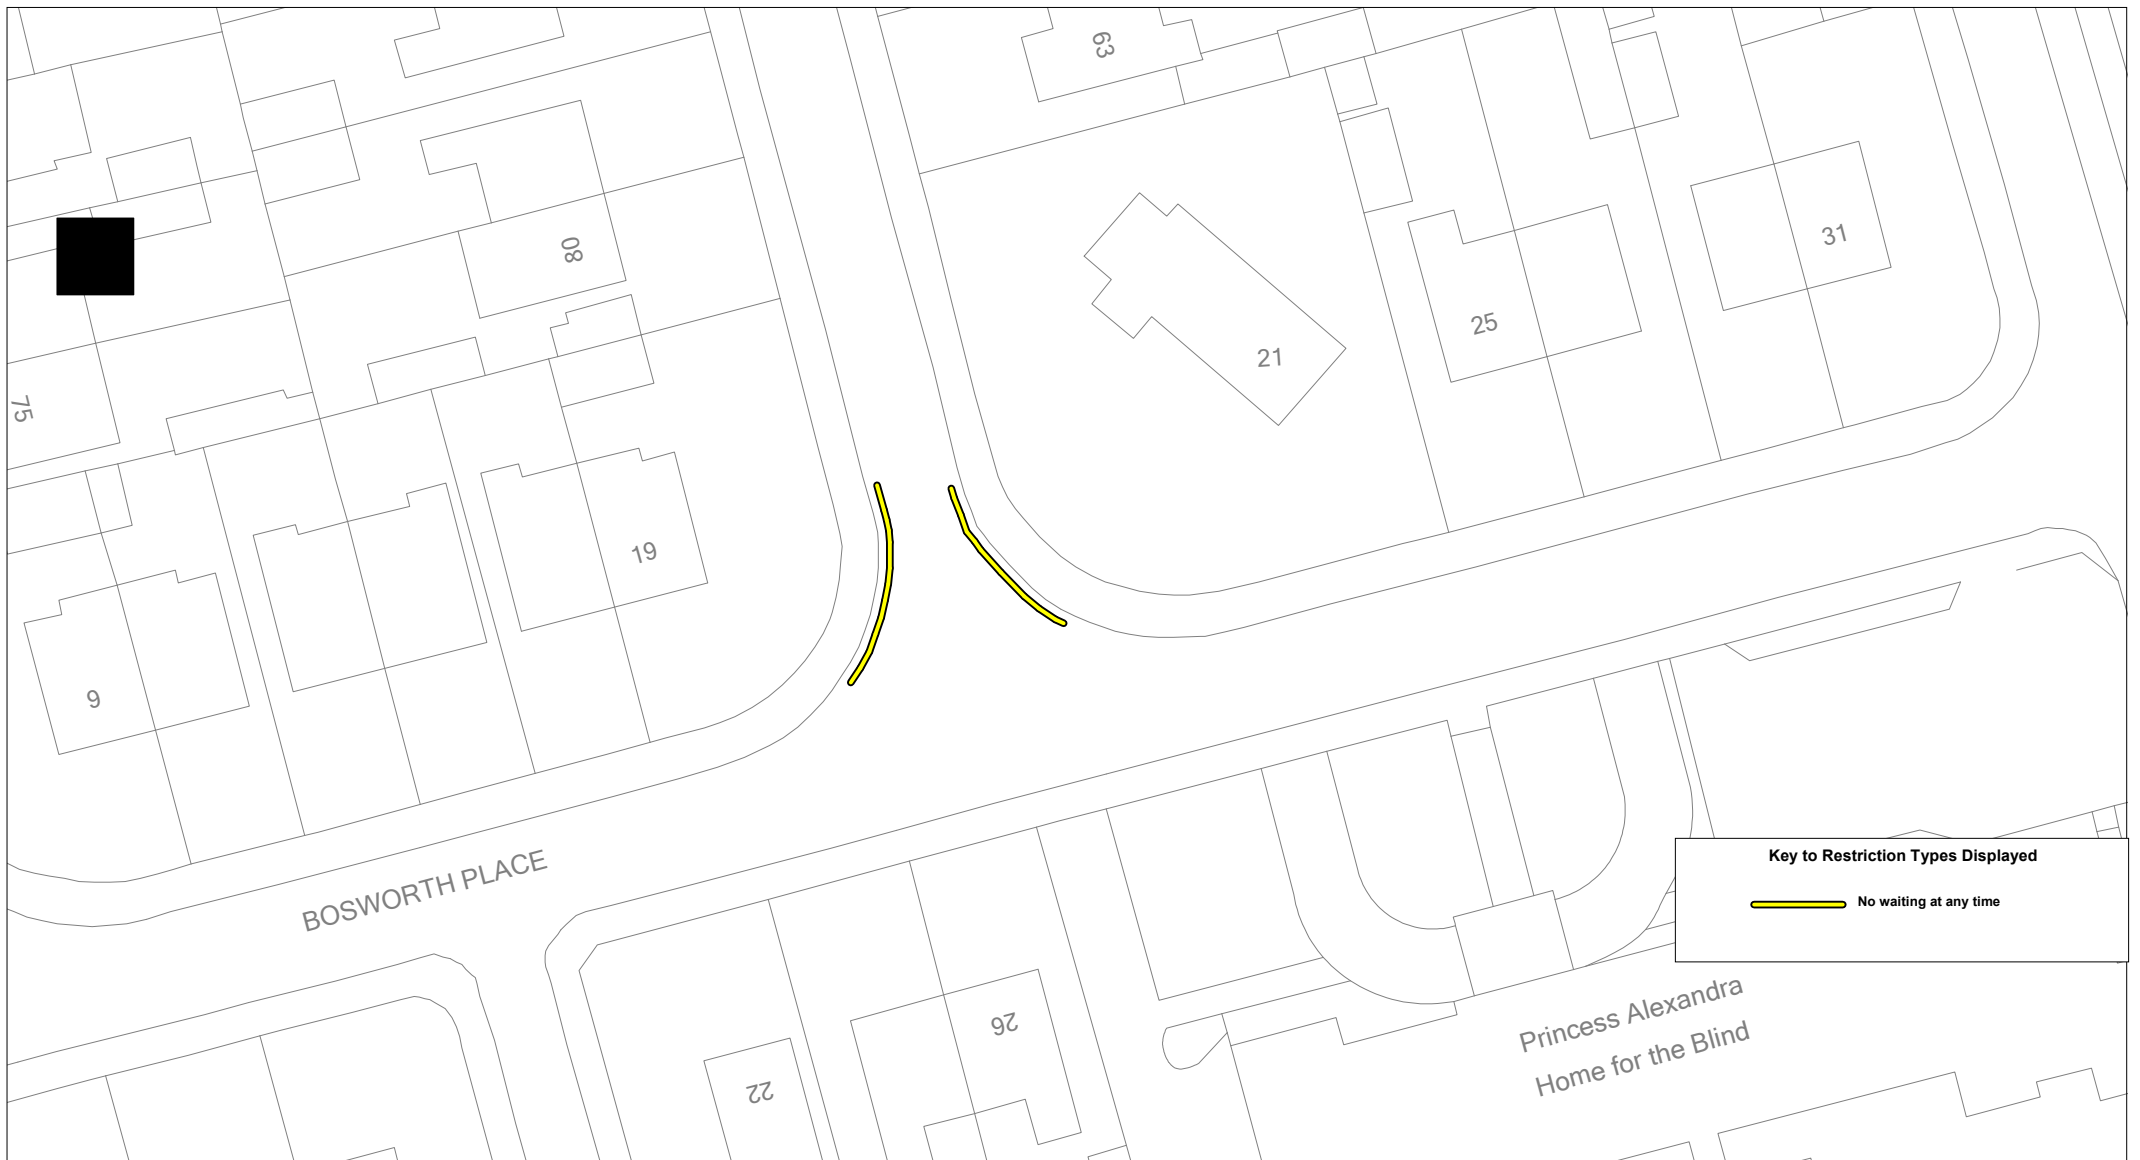 63
80
31
25
21
75
19
9
BOSWORTH PLACE
Key to Restriction Types Displayed
No waiting at any time
26
22
Princess Alexandra
Home for the Blind